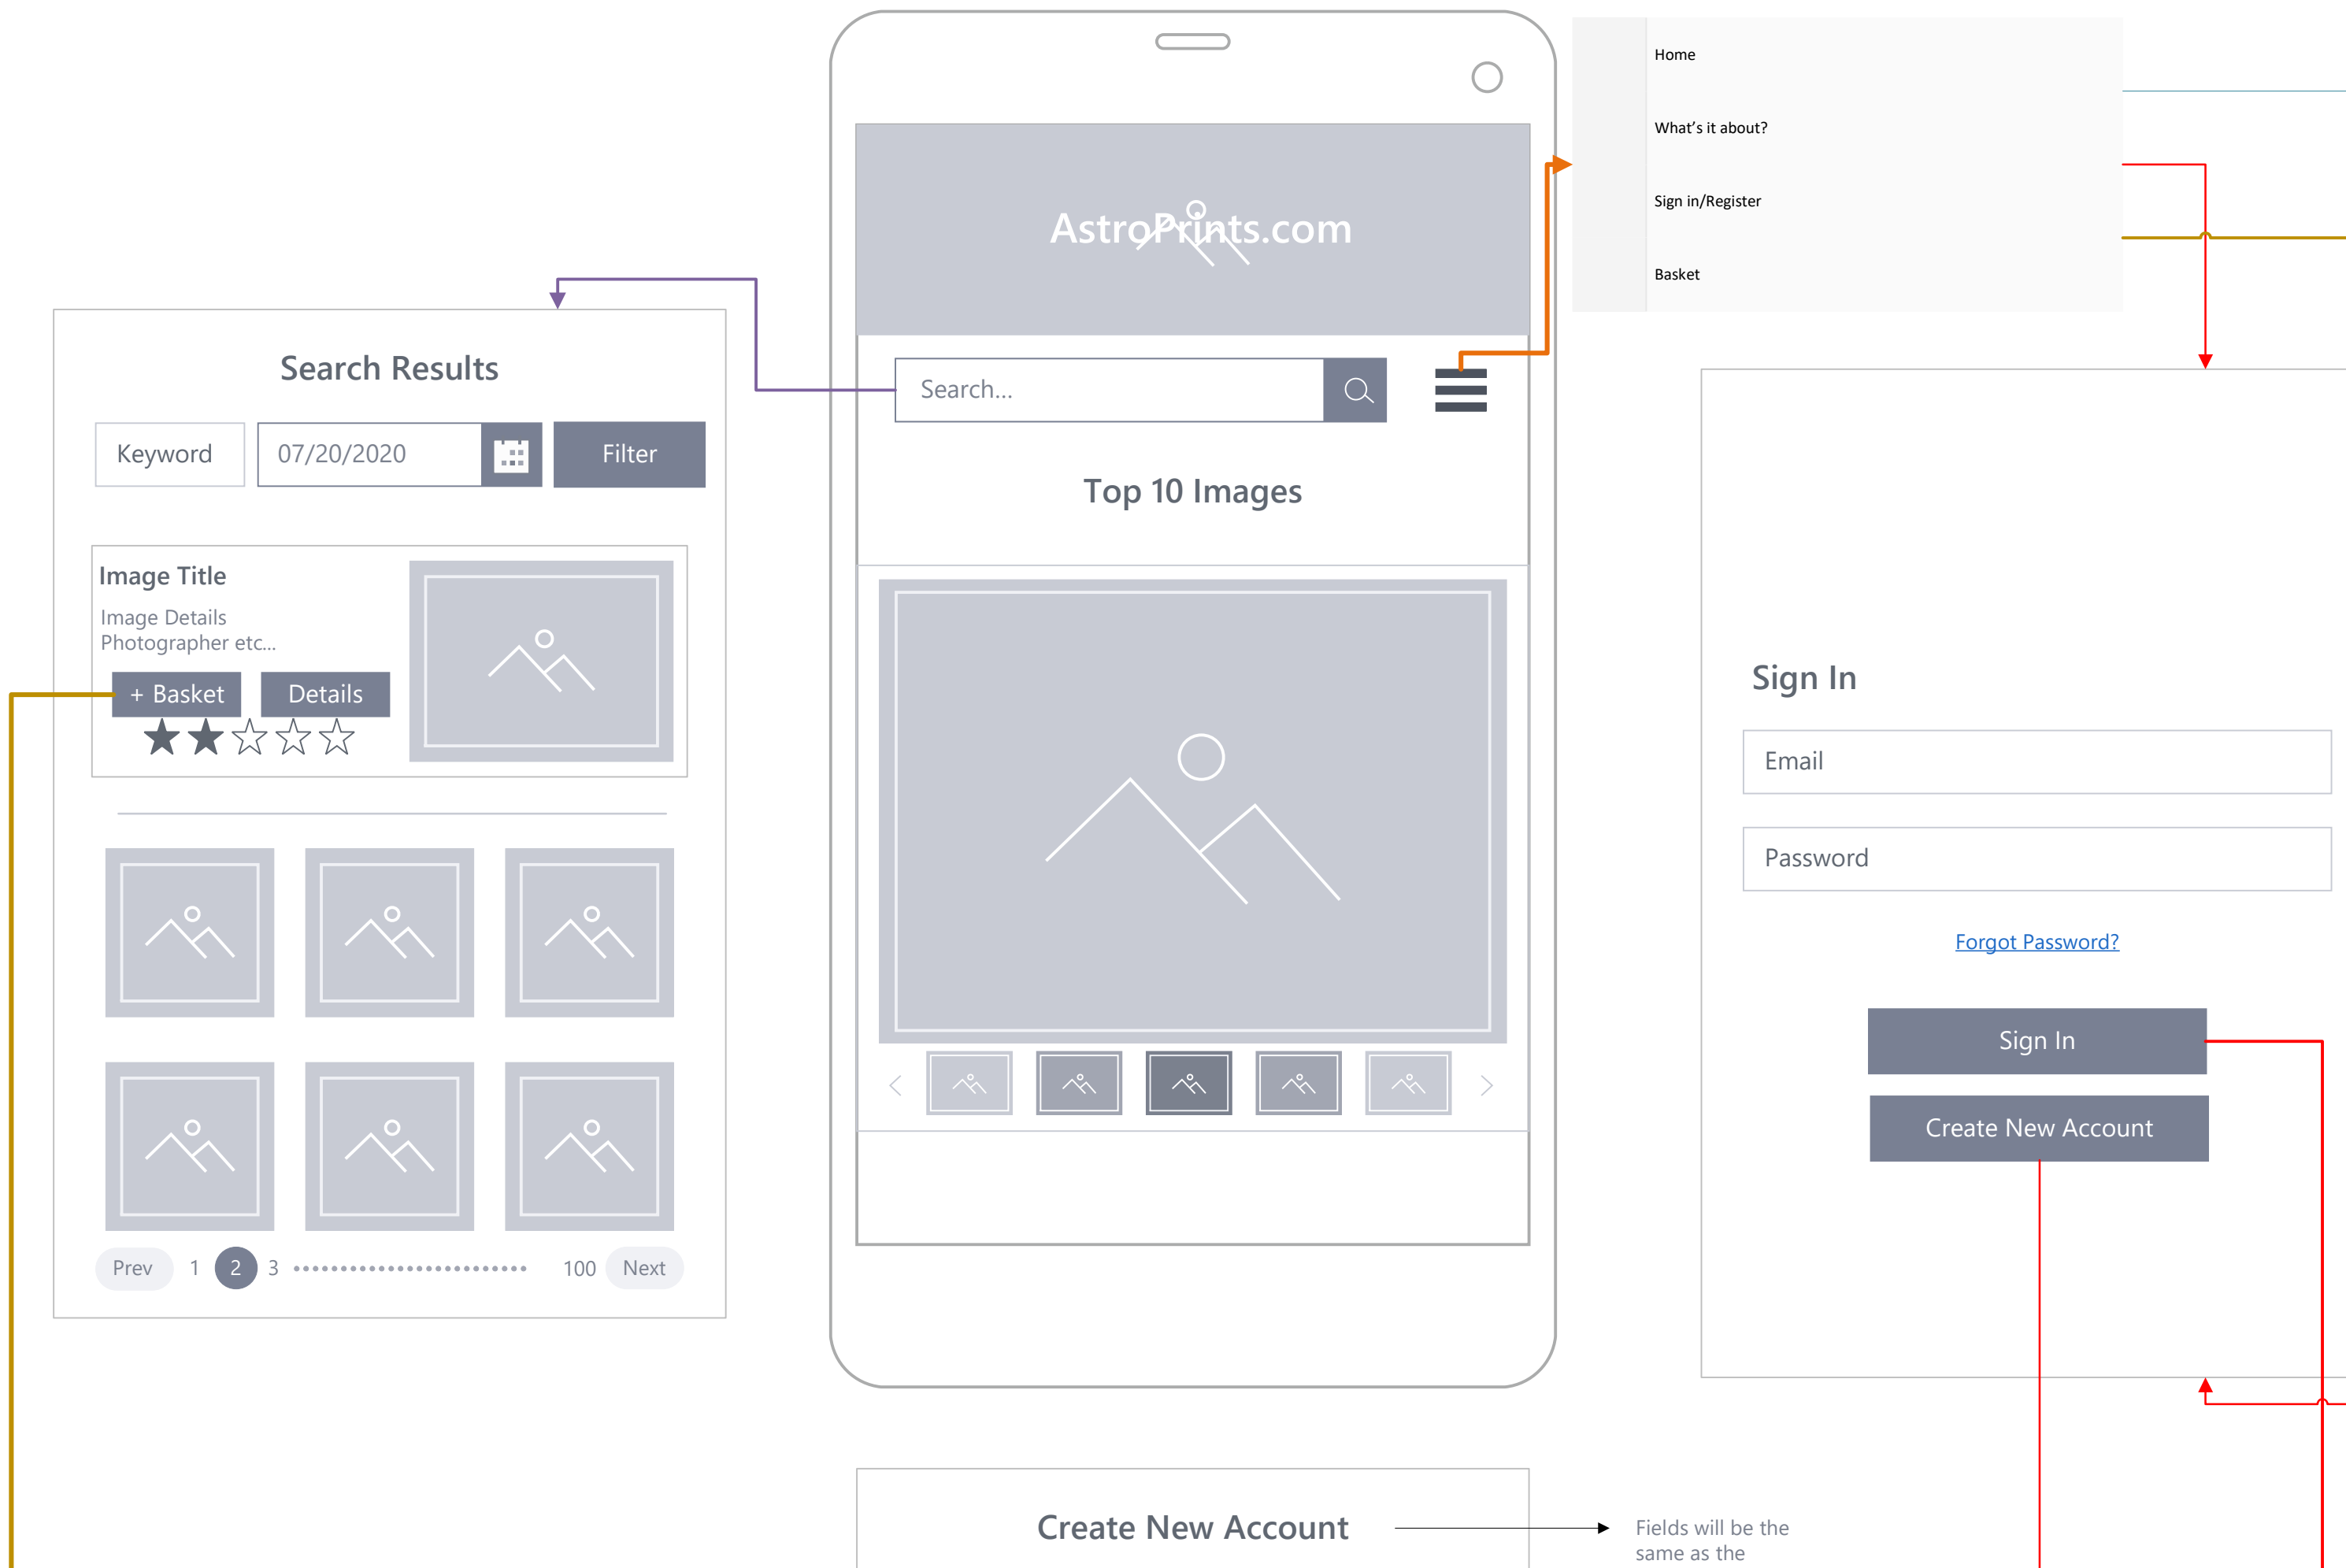 AstroPrints.com
Search...
Top 10 Images
Home
What's it about?
Sign in/Register
Basket
Search Results
Keyword
07/20/2020
Filter
Image Title
Image Details
Photographer etc...
+ Basket
Details
Prev 1 2 3 100 Next
Sign In
Email
Password
Forgot Password?
Sign In
Create New Account
Create New Account
Fields will be the
same as the